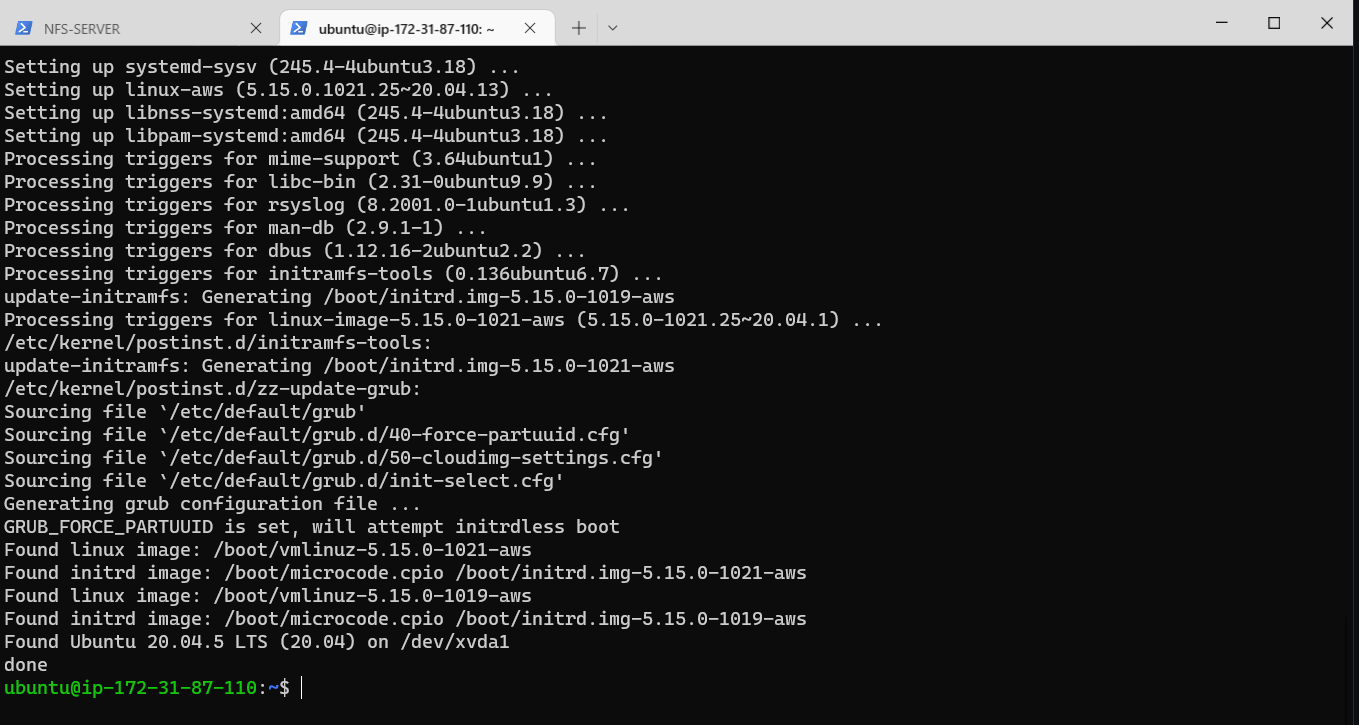 NFS-SERVER
ubuntu@ip-172-31-87-110: ~
Setting up systemd-sysv (245.4-4ubuntu3.18) ...
Setting up linux-aws (5.15.0.1021.25~20.04.13) ...
Setting up libnss-systemd:amd64 (245.4-4ubuntu3.18) ...
Setting up libpam-systemd:amd64 (245.4-4ubuntu3.18) ...
Processing triggers for mime-support (3.64ubuntu1) ...
Processing triggers for libc-bin (2.31-0ubuntu9.9) ...
Processing triggers for rsyslog (8.2001.0-1ubuntu1.3) ...
Processing triggers for man-db (2.9.1-1) ...
Processing triggers for dbus (1.12.16-2ubuntu2.2) ...
Processing triggers for initramfs-tools (0.136ubuntu6.7) ...
update-initramfs: Generating /boot/initrd.img-5.15.0-1019-aws
Processing triggers for linux-image-5.15.0-1021-aws (5.15.0-1021.25~20.04.1) ...
/etc/kernel/postinst.d/initramfs-tools:
update-initramfs: Generating /boot/initrd.img-5.15.0-1021-aws
/etc/kernel/postinst.d/zz-update-grub:
Sourcing file `/etc/default/grub'
Sourcing file `/etc/default/grub.d/40-force-partuuid.cfg'
Sourcing file `/etc/default/grub.d/50-cloudimg-settings.cfg'
Sourcing file `/etc/default/grub.d/init-select.cfg'
Generating grub configuration file ...
GRUB_FORCE_PARTUUID is set, will attempt initrdless boot
Found linux image: /boot/vmlinuz-5.15.0-1021-aws
Found initrd image: /boot/microcode.cpio /boot/initrd.img-5.15.0-1021-aws
Found linux image: /boot/vmlinuz-5.15.0-1019-aws
Found initrd image: /boot/microcode.cpio /boot/initrd.img-5.15.0-1019-aws
Found Ubuntu 20.04.5 LTS (20.04) on /dev/xvda1
done
ubuntu@ip-172-31-87-110:~$